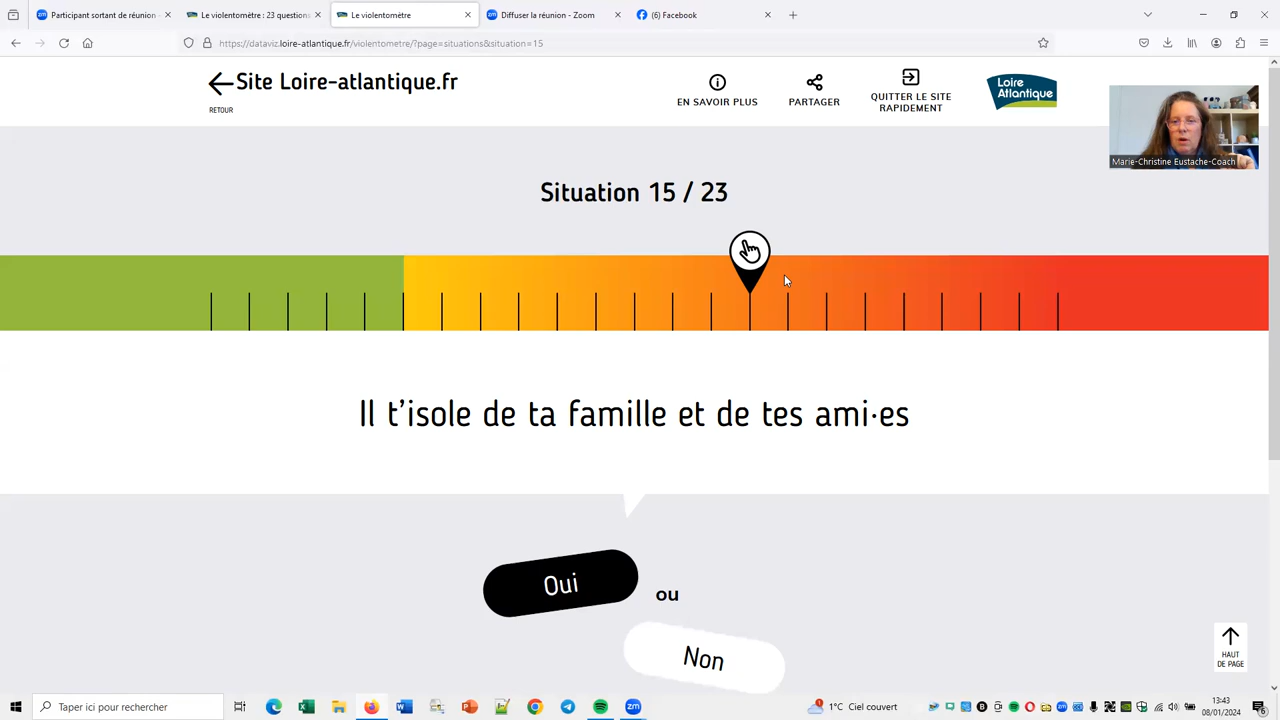 Participant sortant de réunion -
Le violentomètre : 23 question
Le violentomètre
Diffuser la réunion - Zoom
(6) Facebook
https://dataviz.loire-atlantique.fr/violentometre/?page=situations&situation=15
Site Loire-atlantique.fr
RETOUR
EN SAVOIR PLUS
PARTAGER
QUITTER LE SITE
RAPIDEMENT
Loire
Atlantique
Marie-Christine Eustache-Coach
Situation 15 / 23
Il t'isole de ta famille et de tes ami·es
Oui
ou
Non
HAUT
DE PAGE
Taper ici pour rechercher
1°C Ciel couvert
13:43
08/01/2024